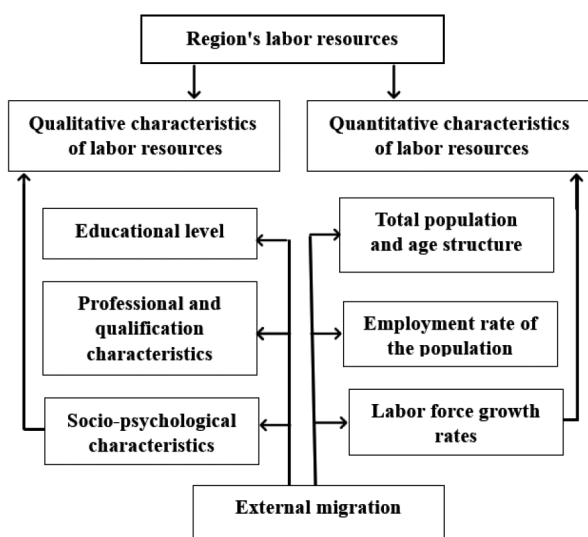 Region's labor resources
Qualitative characteristics
of labor resources
Quantitative characteristics
of labor resources
Educational level
Total population
and age structure
Professional and
qualification
characteristics
Employment rate of
the population
Socio-psychological
characteristics
Labor force growth
rates
External migration